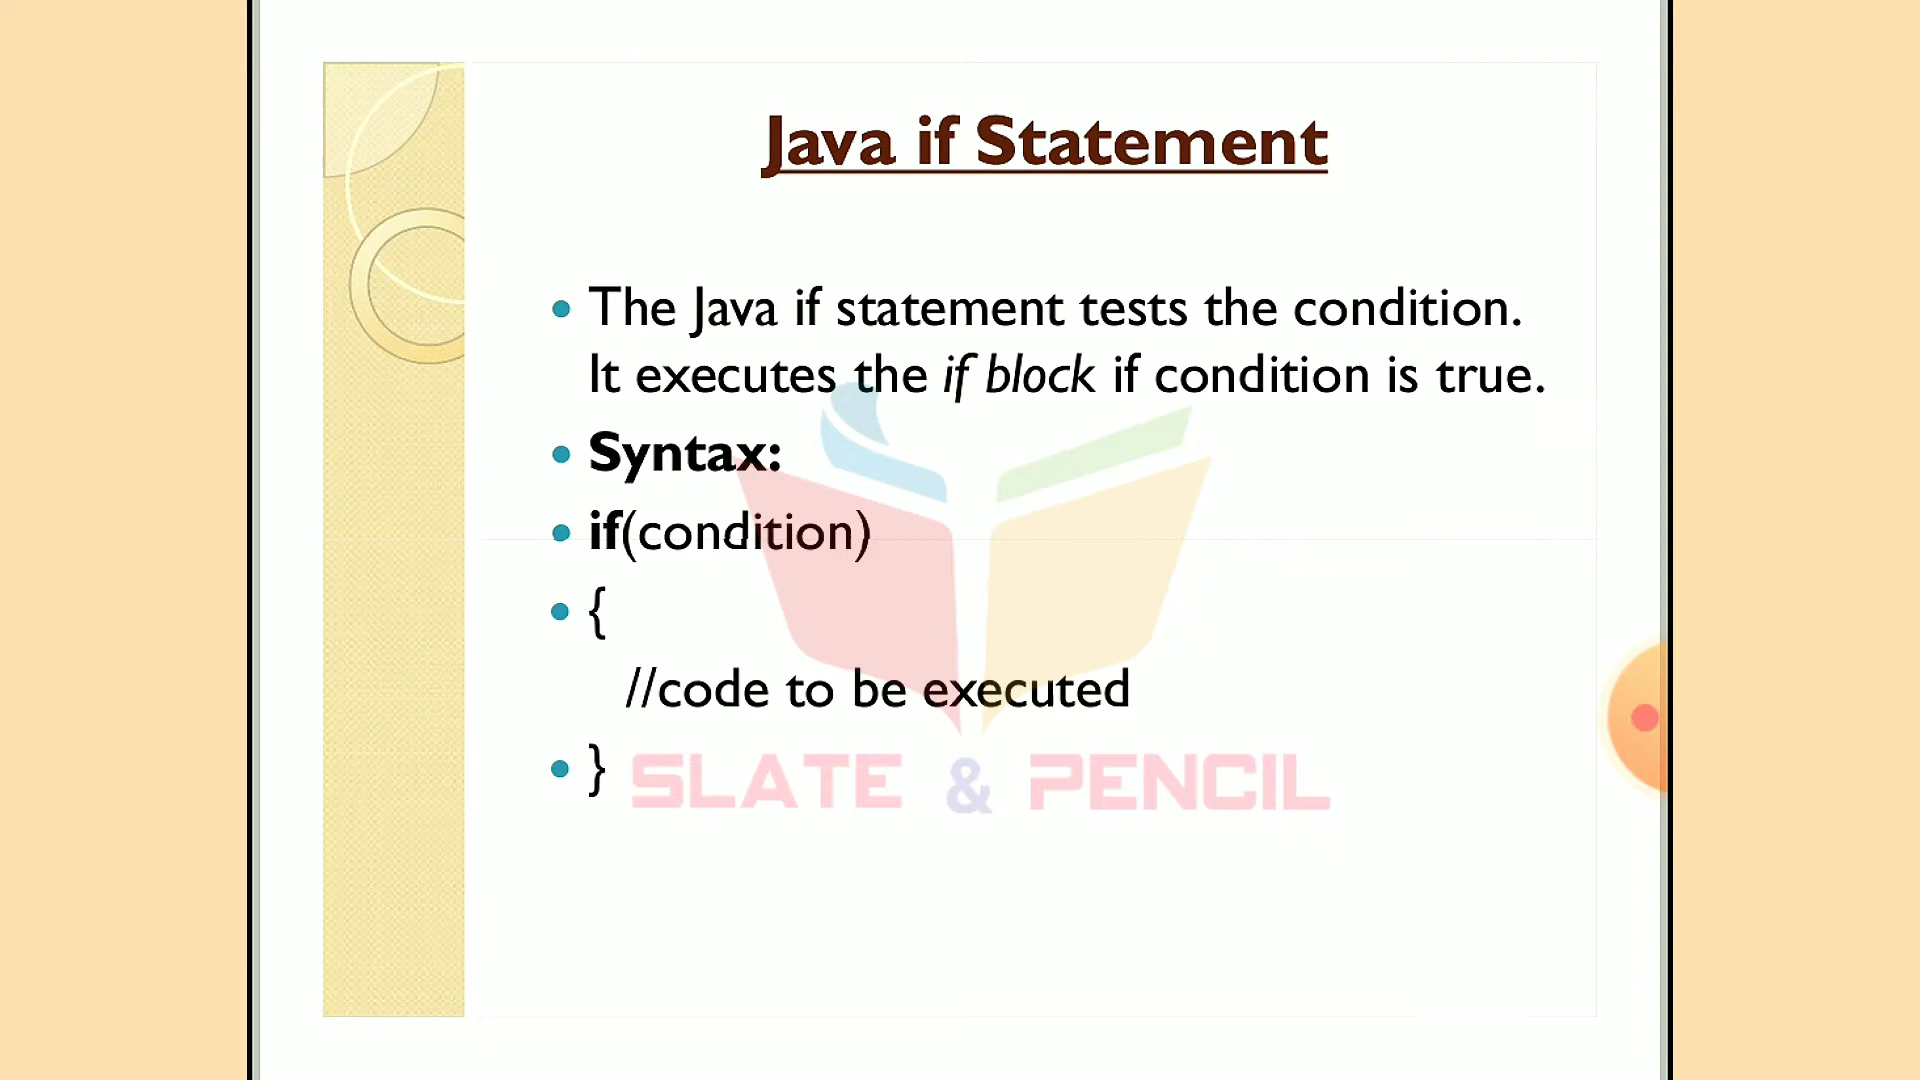 Java if Statement
• The Java if statement tests the condition.
It executes the if block if condition is true.
• Syntax:
• if(condition)
• {
//code to be executed
• }
SLATE & PENCIL